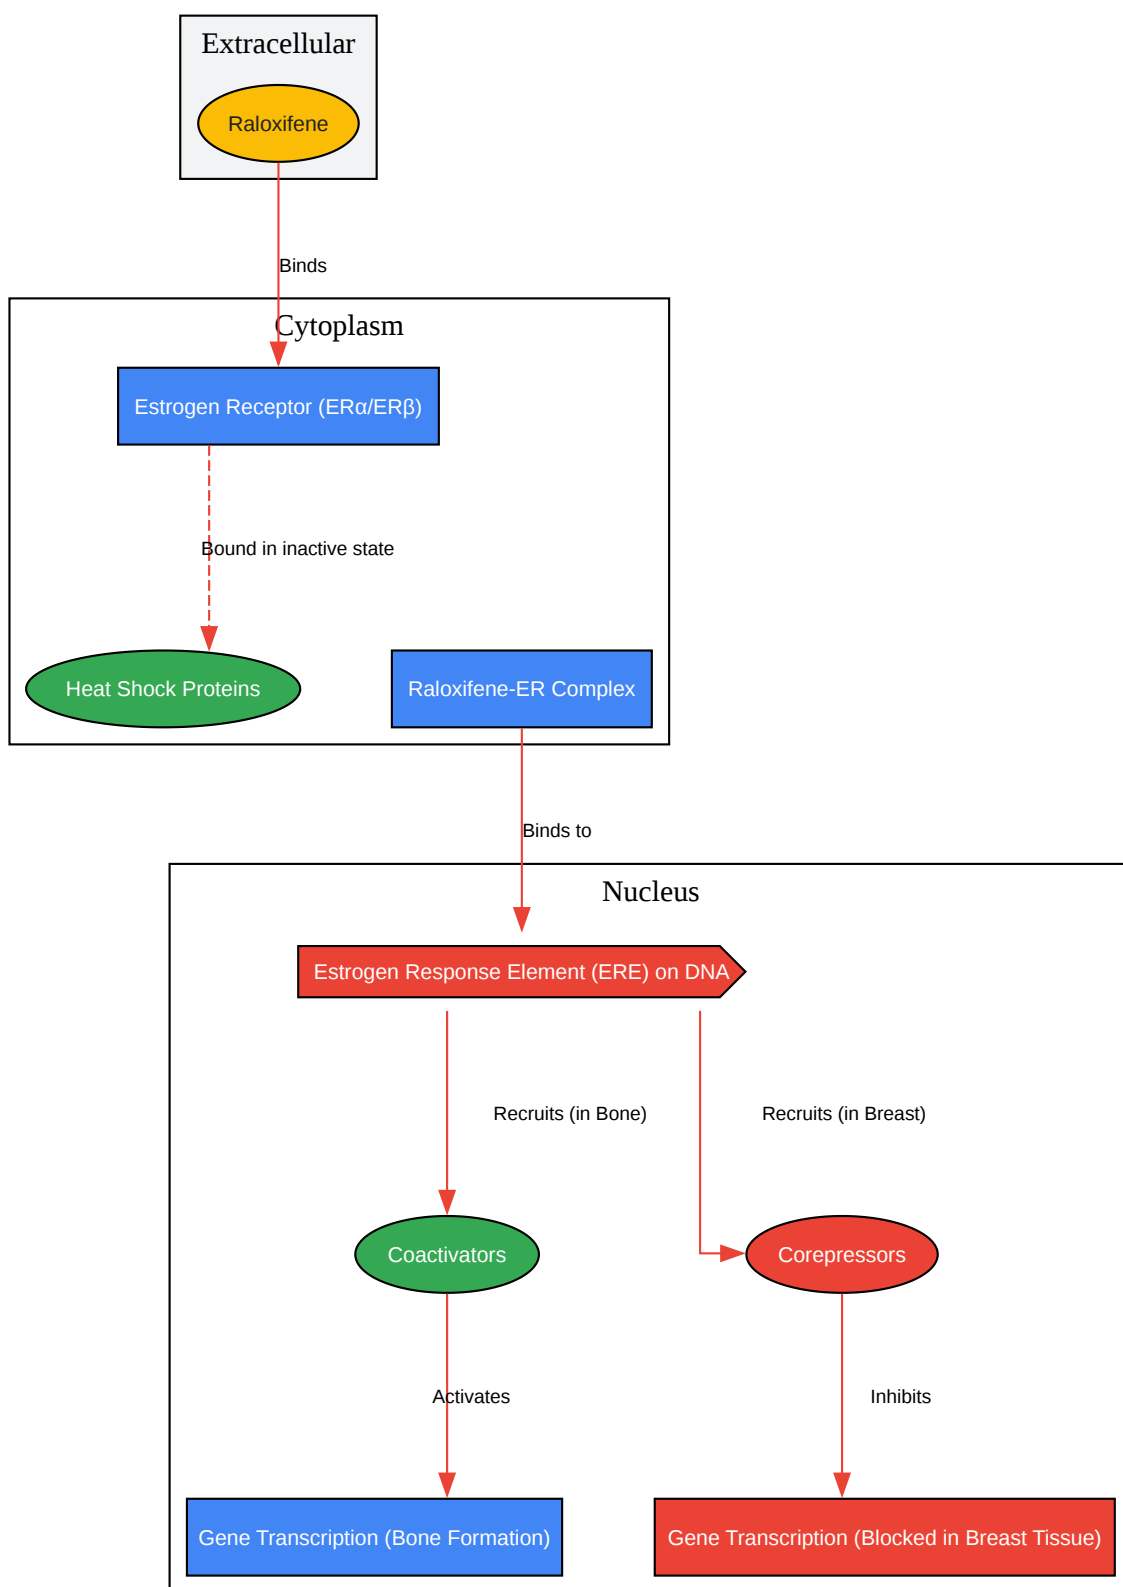 Extracellular
Raloxifene
Binds
Cytoplasm
Estrogen Receptor (ERα/ERβ)
Bound in inactive state
Heat Shock Proteins
Raloxifene-ER Complex
Binds to
Nucleus
Estrogen Response Element (ERE) on DNA
Recruits (in Bone)
Recruits (in Breast)
Coactivators
Corepressors
Activates
Inhibits
Gene Transcription (Bone Formation)
Gene Transcription (Blocked in Breast Tissue)